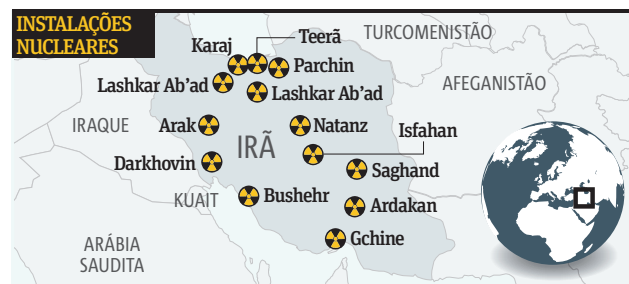 INSTALAÇÕES
NUCLEARES
Teerã
TURCOMENISTÃO
Karaj
Parchin
Lashkar Ab’ad
Lashkar Ab’ad
AFEGANISTÃO
IRAQUE
Arak
IRÃ
Natanz
Isfahan
Darkhovin
Saghand
KUAIT
Bushehr
Ardakan
ARÁBIA
SAUDITA
Gchine